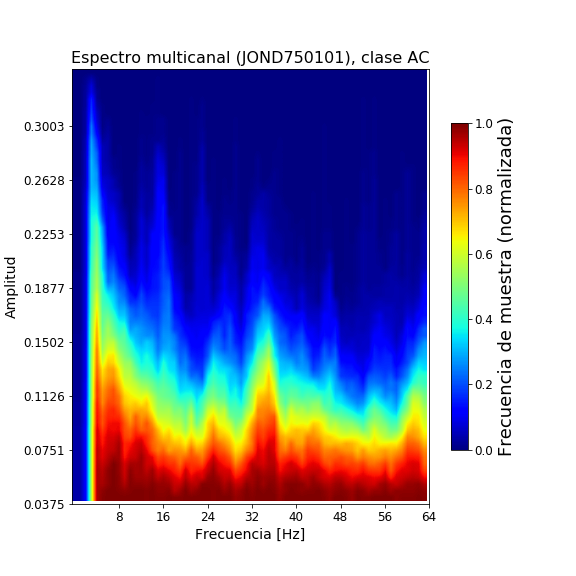 Espectro multicanal (JOND750101), clase AC
Amplitud
0.3003
0.2628
0.2253
0.1877
0.1502
0.1126
0.0751
0.0375
8 16 24 32 40 48 56 64
Frecuencia [Hz]
1.0
0.8
0.6
0.4
0.2
0.0
Frecuencia de muestra (normalizada)